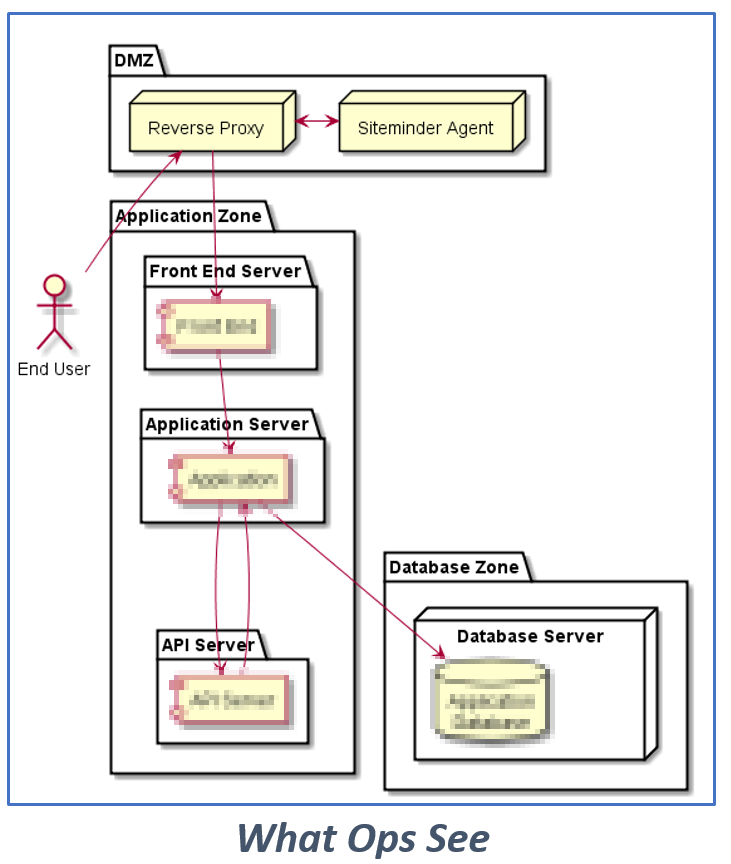 DMZ
Reverse Proxy
Siteminder Agent
Application Zone
Front End Server
Front End
End User
Application Server
Application
Database Zone
Database Server
API Server
API Server
Application
Database
What Ops See